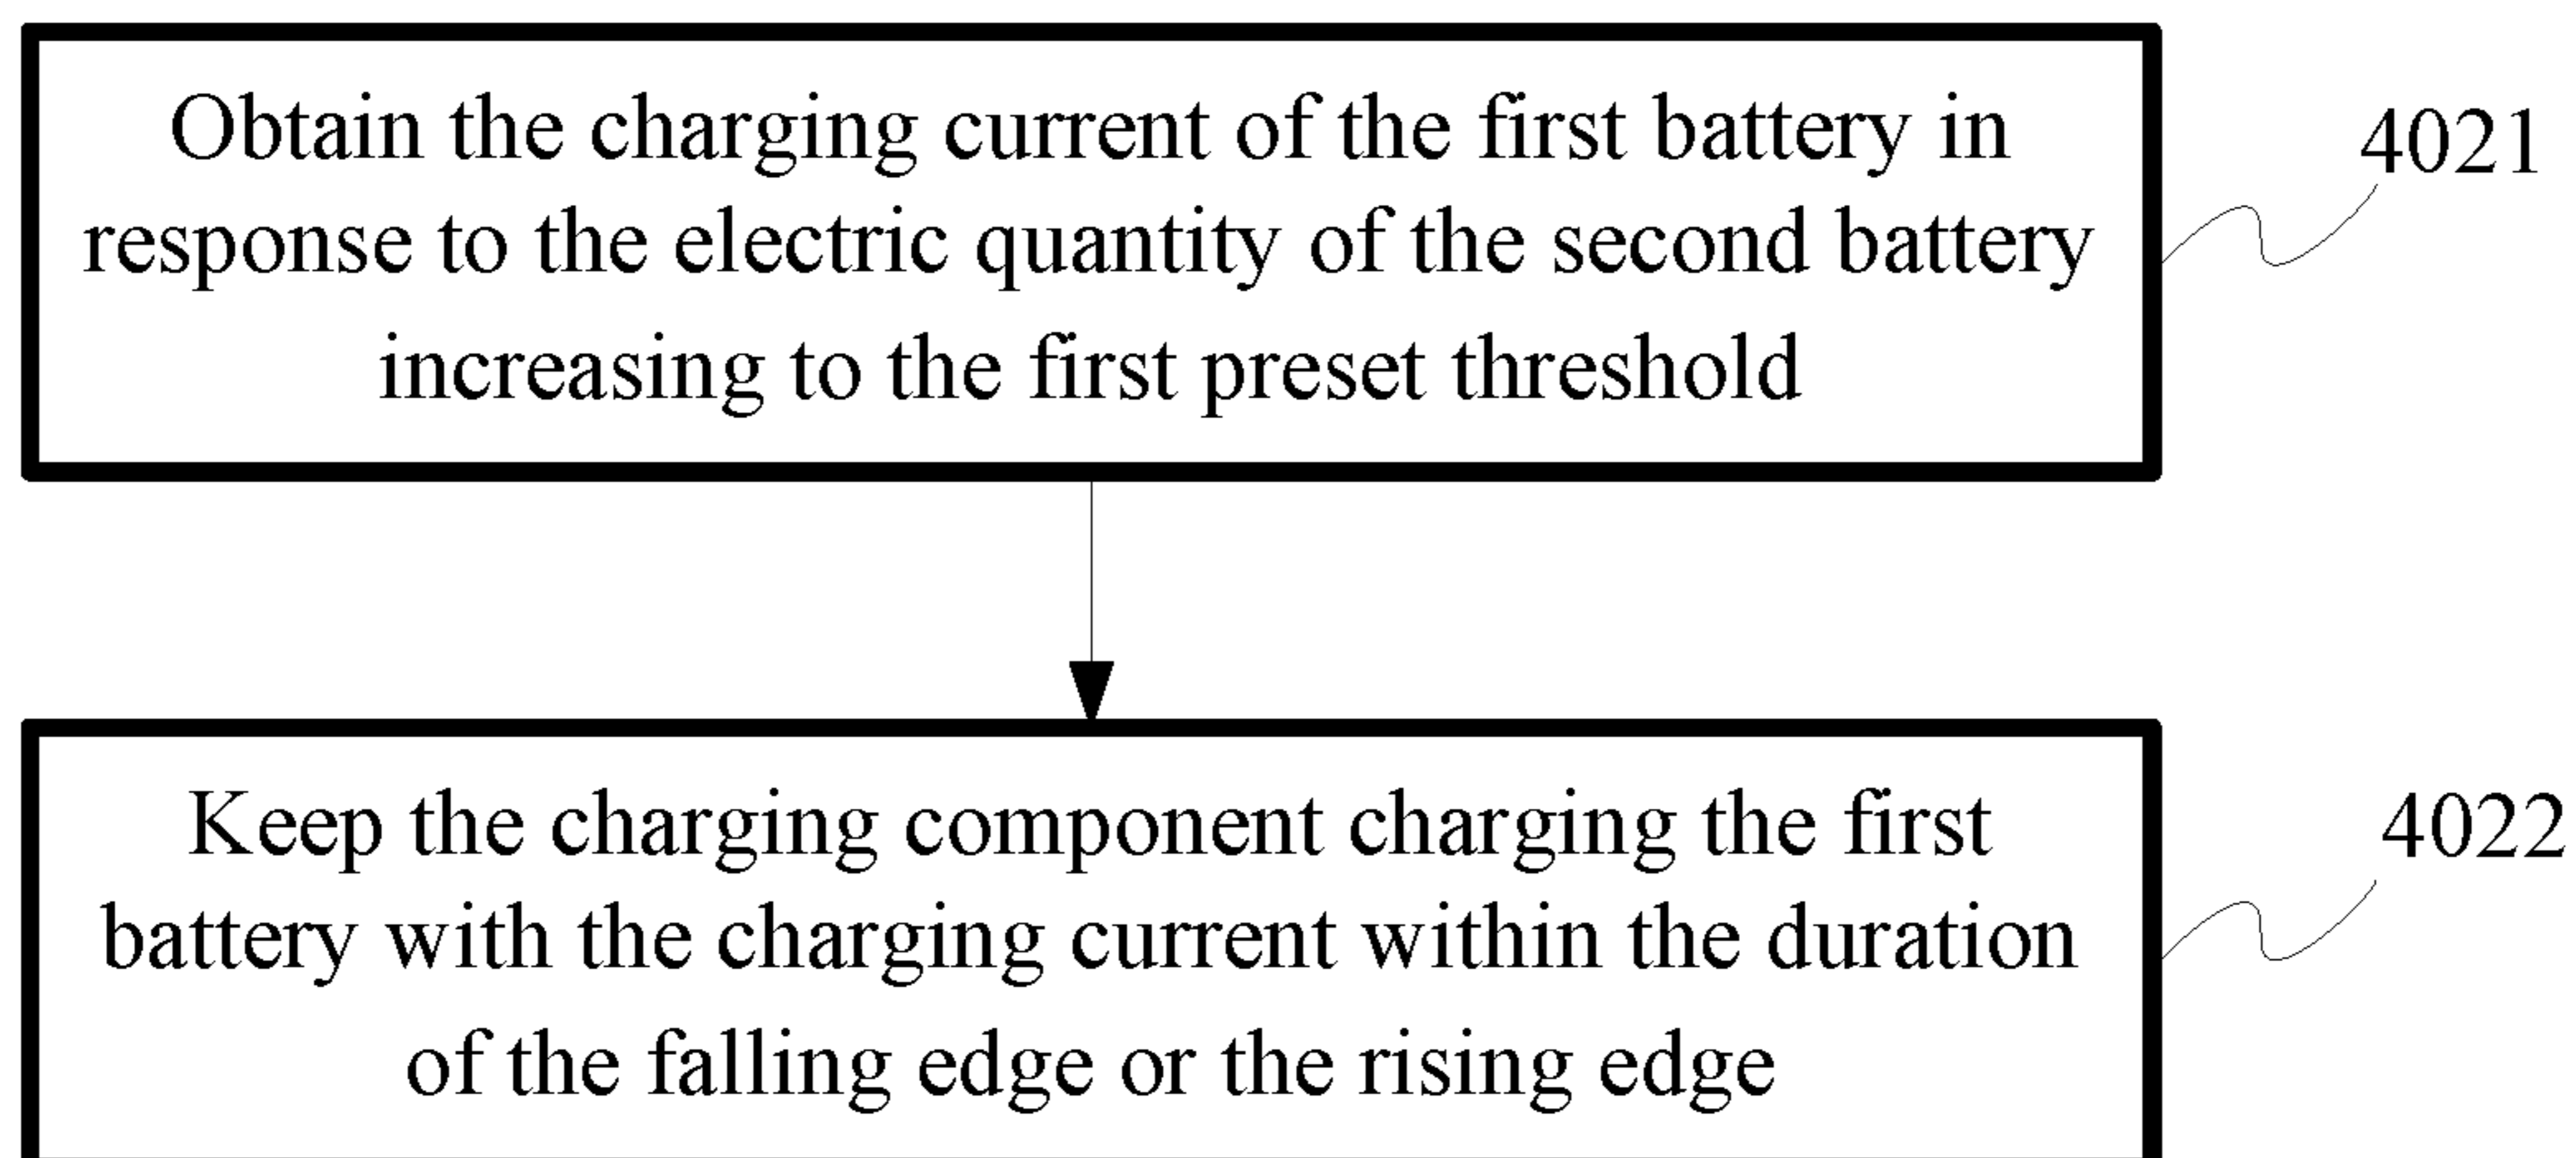 Obtain the charging current of the first battery in
response to the electric quantity of the second battery
increasing to the first preset threshold
4021
Keep the charging component charging the first
battery with the charging current within the duration
of the falling edge or the rising edge
4022